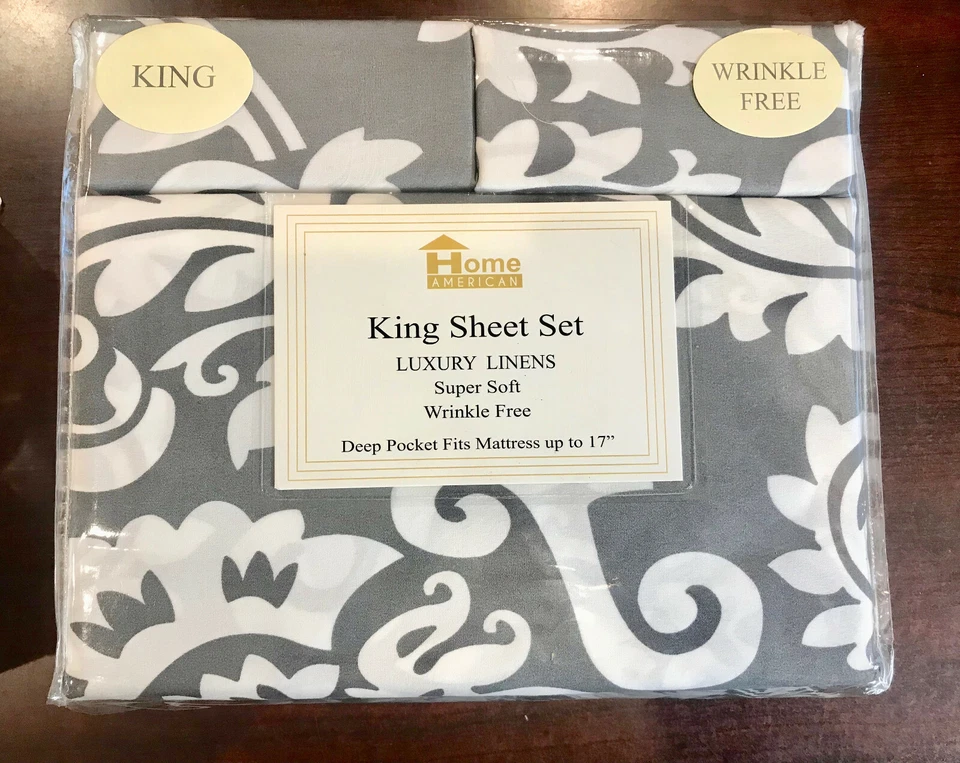 KING
WRINKLE
FREE
Home
AMERICAN
King Sheet Set
LUXURY LINENS
Super Soft
Wrinkle Free
Deep Pocket Fits Mattress up to 17”